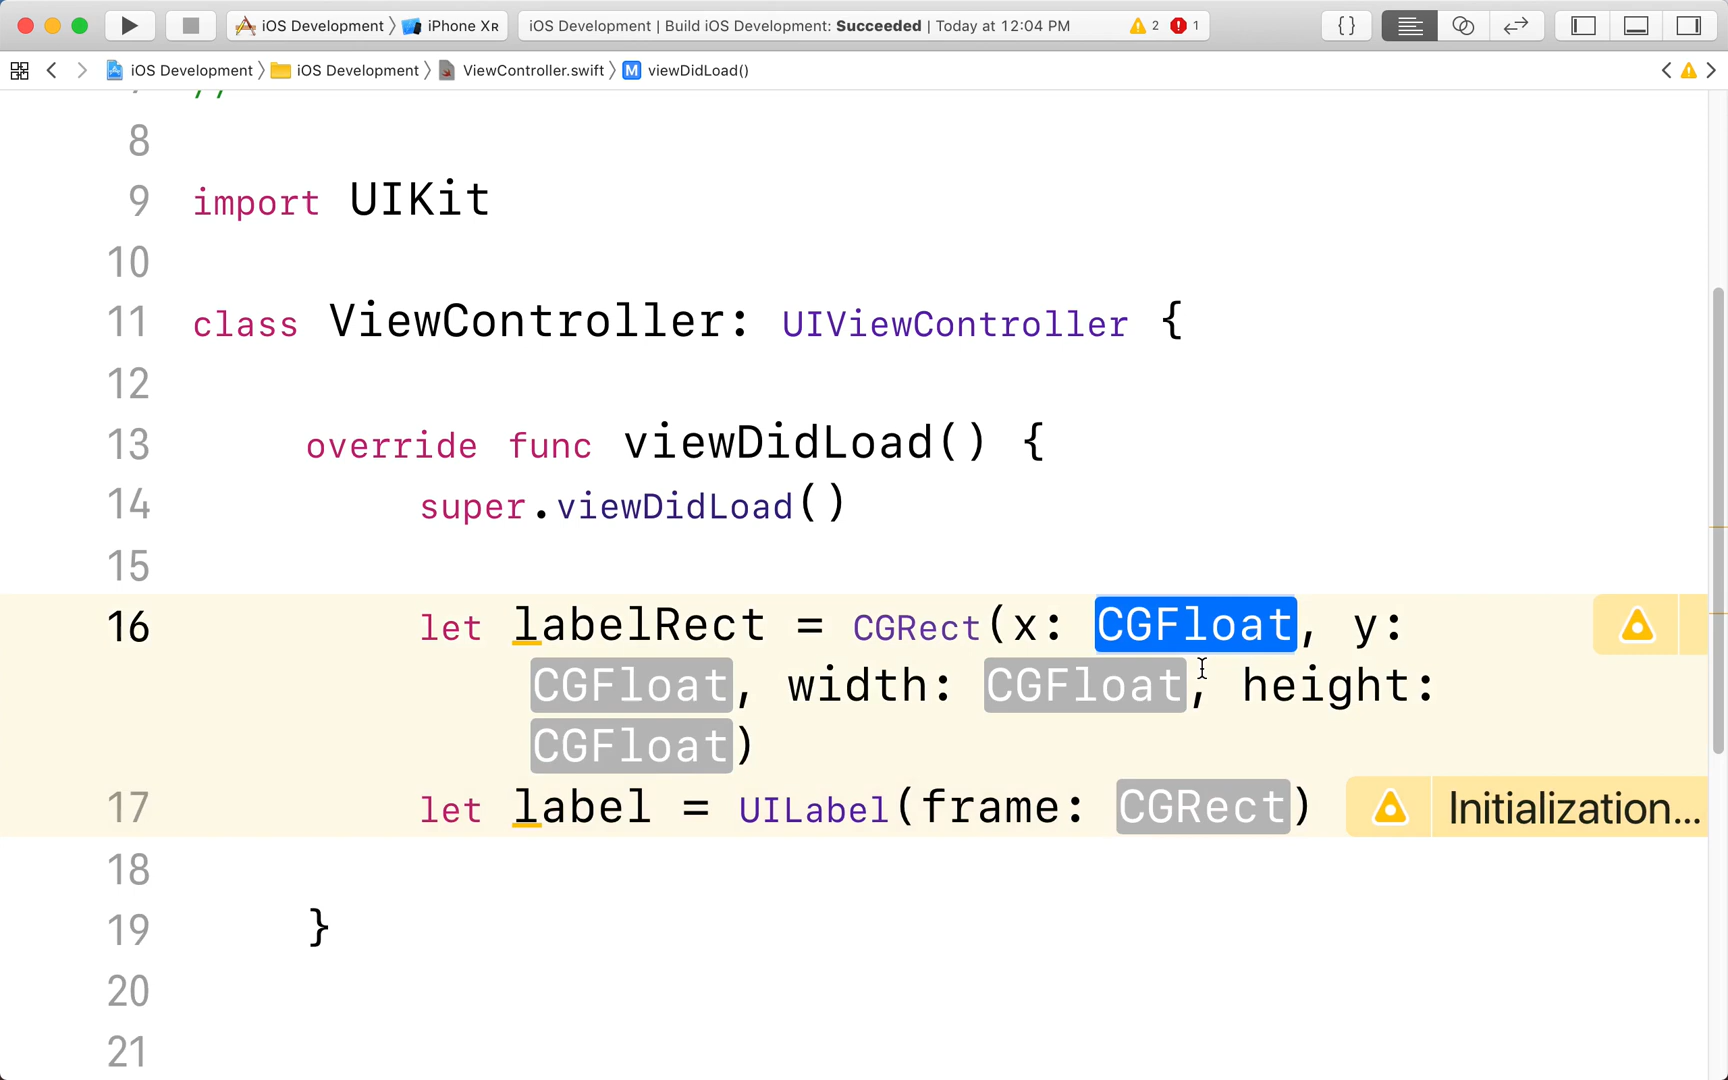 iOS Development 〉 iPhone XR
iOS Development | Build iOS Development: Succeeded | Today at 12:04 PM 2 1
{ }
iOS Development 〉 iOS Development 〉 ViewController.swift 〉 M viewDidLoad()
//
8
9 import UIKit
10
11 class ViewController: UIViewController {
12
13 override func viewDidLoad() {
14 super.viewDidLoad()
15
16 let labelRect = CGRect(x: CGFloat, y:
CGFloat, width: CGFloat, height:
CGFloat)
17 let label = UILabel(frame: CGRect) Initialization...
18
19 }
20
21